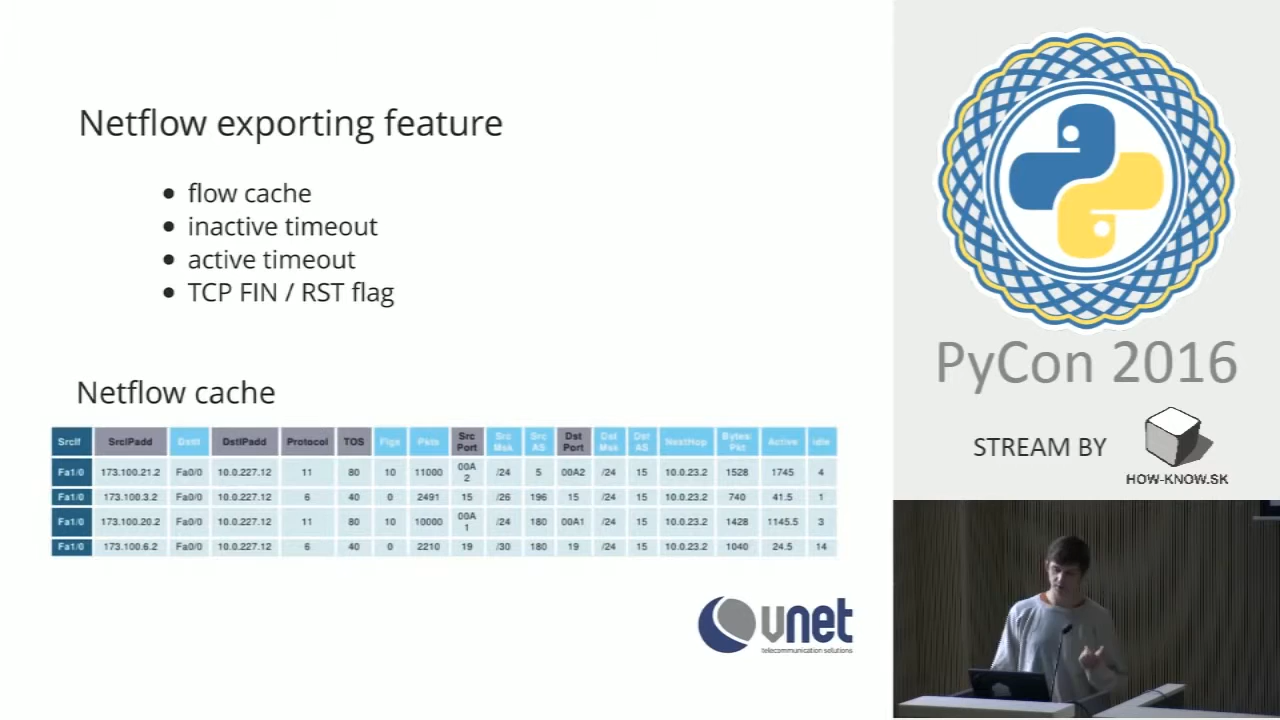 Netflow exporting feature
• flow cache
• inactive timeout
• active timeout
• TCP FIN / RST flag
Netflow cache
SrcIf SrcIPadd DstIf DstIPadd Protocol TOS Flgs Pkts Src Port Src Msk Src AS Dst Port Dst Msk Dst AS NextHop Bytes/Pkt Active Idle
Fa1/0 173.100.21.2 Fa0/0 10.0.227.12 11 80 10 11000 00A2 /24 5 00A2 /24 15 10.0.23.2 1528 1745 4
Fa1/0 173.100.3.2 Fa0/0 10.0.227.12 6 40 0 2491 15 /26 196 15 /24 15 10.0.23.2 740 41.5 1
Fa1/0 173.100.20.2 Fa0/0 10.0.227.12 11 80 10 10000 00A1 /24 180 00A1 /24 15 10.0.23.2 1428 1145.5 3
Fa1/0 173.100.6.2 Fa0/0 10.0.227.12 6 40 0 2210 19 /30 180 19 /24 15 10.0.23.2 1040 24.5 14
vnet
telecommunication solutions
PyCon 2016
STREAM BY
HOW-KNOW.SK